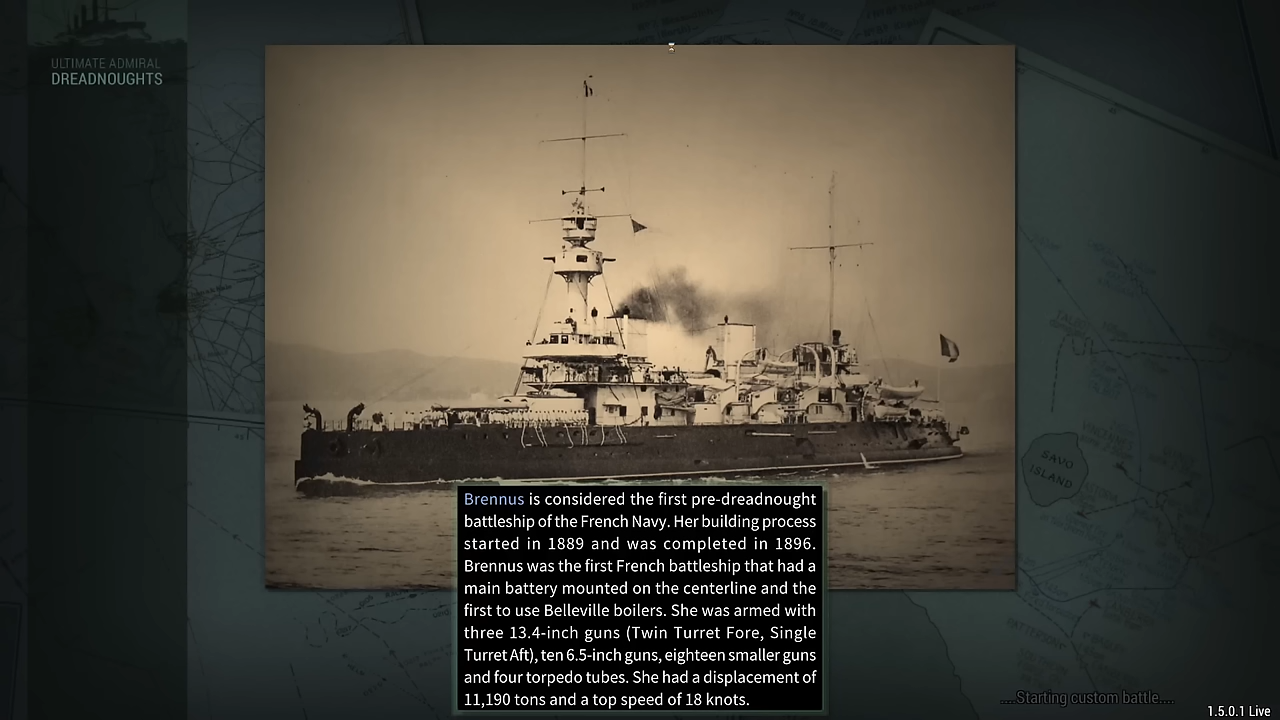 ULTIMATE ADMIRAL
DREADNOUGHTS
Brennus is considered the first pre-dreadnought
battleship of the French Navy. Her building process
started in 1889 and was completed in 1896.
Brennus was the first French battleship that had a
main battery mounted on the centerline and the
first to use Belleville boilers. She was armed with
three 13.4-inch guns (Twin Turret Fore, Single
Turret Aft), ten 6.5-inch guns, eighteen smaller guns
and four torpedo tubes. She had a displacement of
11,190 tons and a top speed of 18 knots.
SAVO
ISLAND
....Starting custom battle....
1.5.0.1 Live